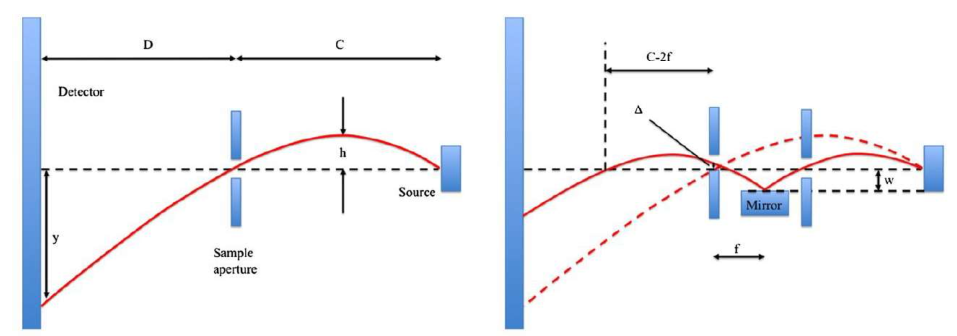 D
C
Detector
h
Source
y
Sample
aperture
C-2f
Δ
w
Mirror
f